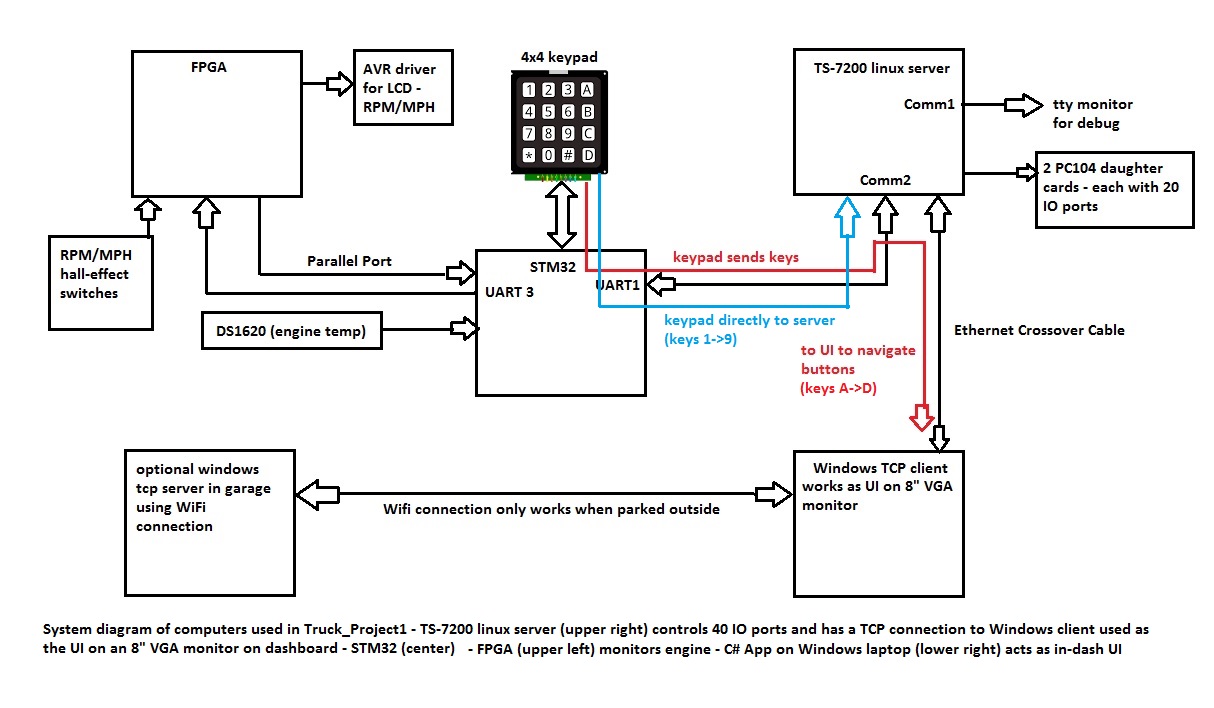 FPGA
AVR driver
for LCD -
RPM/MPH
4x4 keypad
1 2 3 A
4 5 6 B
7 8 9 C
* 0 # D
TS-7200 linux server
Comm1
tty monitor
for debug
Comm2
2 PC104 daughter
cards - each with 20
IO ports
RPM/MPH
hall-effect
switches
Parallel Port
STM32
UART 3
UART1
keypad sends keys
DS1620 (engine temp)
keypad directly to server
(keys 1->9)
to UI to navigate
buttons
(keys A->D)
Ethernet Crossover Cable
optional windows
tcp server in garage
using WiFi
connection
Wifi connection only works when parked outside
Windows TCP client
works as UI on 8" VGA
monitor
System diagram of computers used in Truck_Project1 - TS-7200 linux server (upper right) controls 40 IO ports and has a TCP connection to Windows client used as
the UI on an 8" VGA monitor on dashboard - STM32 (center) - FPGA (upper left) monitors engine - C# App on Windows laptop (lower right) acts as in-dash UI